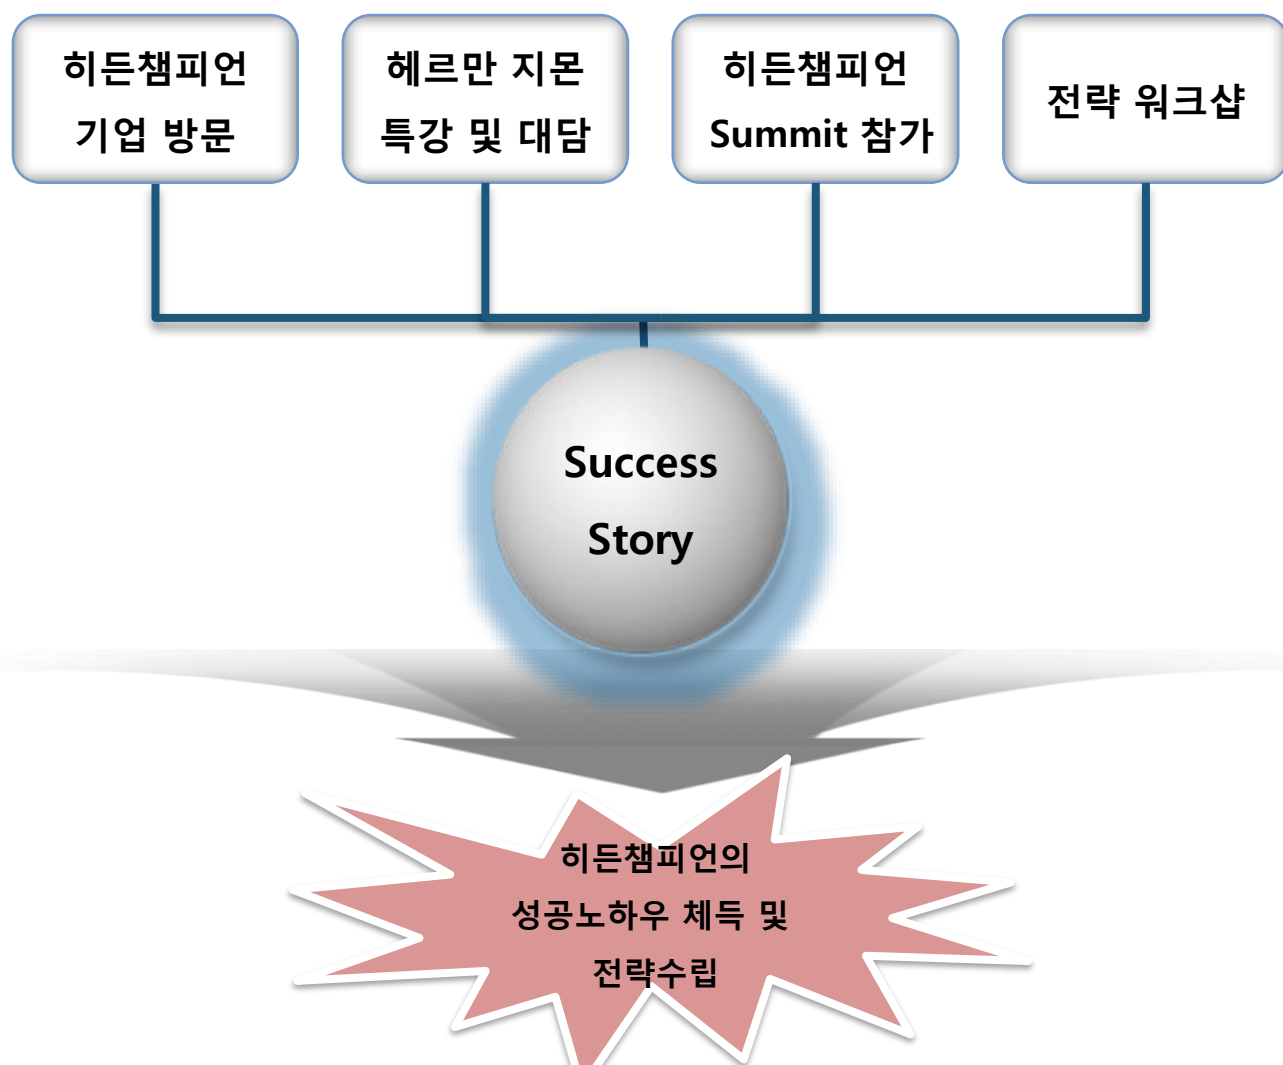 히든챔피언
기업 방문
헤르만 지몬
특강 및 대담
히든챔피언
Summit 참가
전략 워크샵
Success
Story
히든챔피언의
성공노하우 체득 및
전략수립